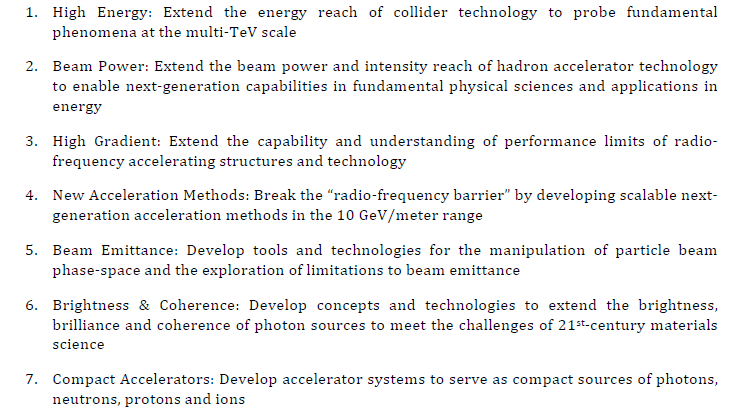 1. High Energy: Extend the energy reach of collider technology to probe fundamental
phenomena at the multi-TeV scale
2. Beam Power: Extend the beam power and intensity reach of hadron accelerator technology
to enable next-generation capabilities in fundamental physical sciences and applications in
energy
3. High Gradient: Extend the capability and understanding of performance limits of radio-
frequency accelerating structures and technology
4. New Acceleration Methods: Break the “radio-frequency barrier” by developing scalable next-
generation acceleration methods in the 10 GeV/meter range
5. Beam Emittance: Develop tools and technologies for the manipulation of particle beam
phase-space and the exploration of limitations to beam emittance
6. Brightness & Coherence: Develop concepts and technologies to extend the brightness,
brilliance and coherence of photon sources to meet the challenges of 21st-century materials
science
7. Compact Accelerators: Develop accelerator systems to serve as compact sources of photons,
neutrons, protons and ions